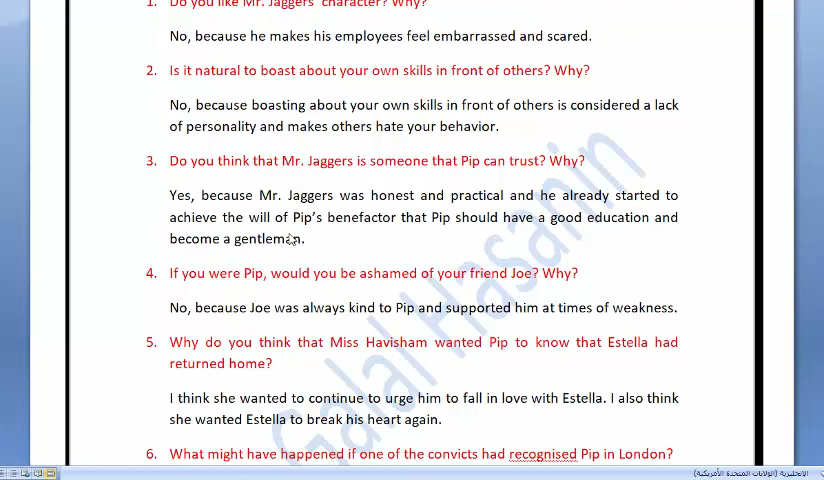 1. Do you like Mr. Jaggers' character? Why?
No, because he makes his employees feel embarrassed and scared.
2. Is it natural to boast about your own skills in front of others? Why?
No, because boasting about your own skills in front of others is considered a lack
of personality and makes others hate your behavior.
3. Do you think that Mr. Jaggers is someone that Pip can trust? Why?
Yes, because Mr. Jaggers was honest and practical and he already started to
achieve the will of Pip's benefactor that Pip should have a good education and
become a gentleman.
4. If you were Pip, would you be ashamed of your friend Joe? Why?
No, because Joe was always kind to Pip and supported him at times of weakness.
5. Why do you think that Miss Havisham wanted Pip to know that Estella had
returned home?
I think she wanted to continue to urge him to fall in love with Estella. I also think
she wanted Estella to break his heart again.
6. What might have happened if one of the convicts had recognised Pip in London?
Galal Hasanin
الإنجليزية (الولايات المتحدة الأمريكية)